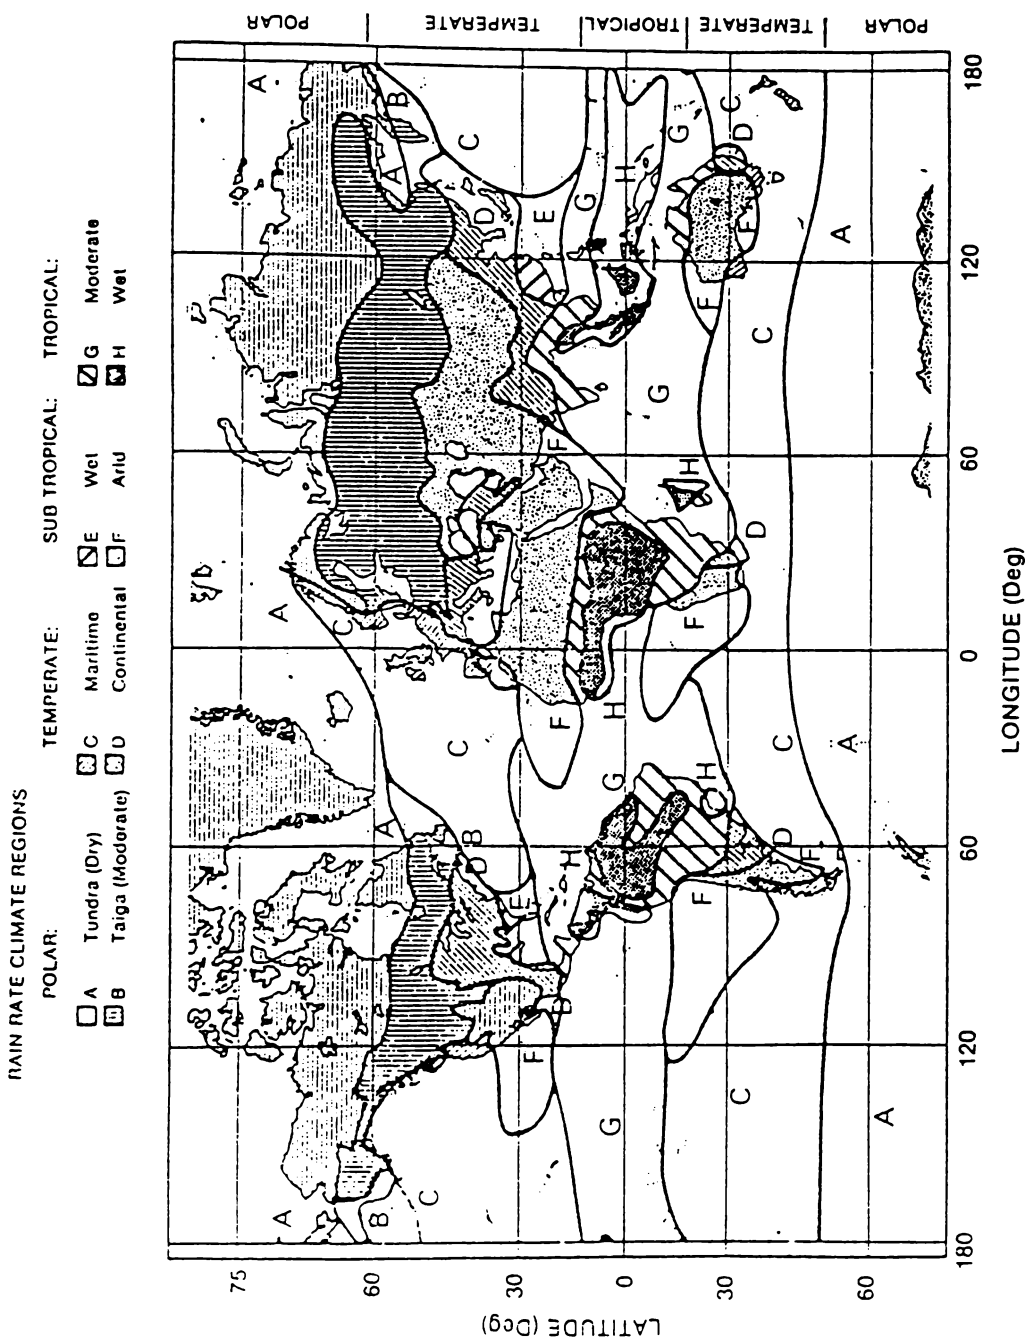 RAIN RATE CLIMATE REGIONS
POLAR: TEMPERATE: SUB TROPICAL: TROPICAL:
A Tundra (Dry) C Maritime E Wet G Moderate
B Taiga (Moderate) D Continental F Arid H Wet
POLAR TEMPERATE TROPICAL TROPICAL TEMPERATE POLAR
LATITUDE (Deg)
75
60
30
0
30
60
LONGITUDE (Deg)
180 120 60 0 60 120 180
A A A A
B B
C C C
A A
B
D E G H
G C D
F F
C A
F G H D
C F H F
A
B D E H G H
F D F
B F
G C A
A B C
C A